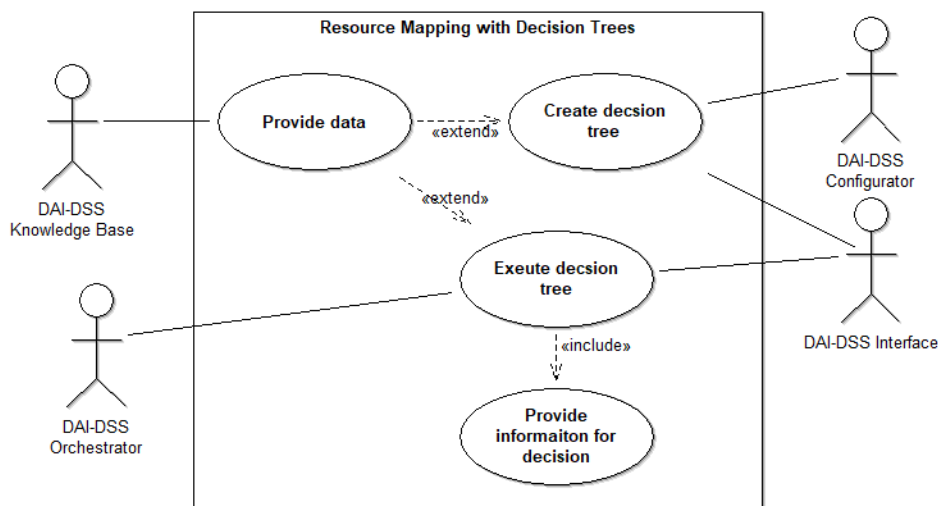 Resource Mapping with Decision Trees
Provide data
«extend»
Create decsion
tree
DAI-DSS
Knowledge Base
DAI-DSS
Configurator
«extend»
Exeute decsion
tree
DAI-DSS Interface
«include»
DAI-DSS
Orchestrator
Provide
informaiton for
decision